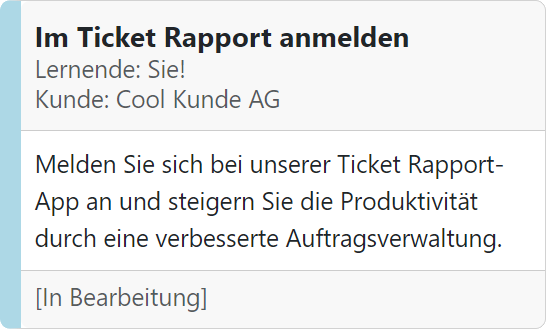 Im Ticket Rapport anmelden
Lernende: Sie!
Kunde: Cool Kunde AG
Melden Sie sich bei unserer Ticket Rapport-
App an und steigern Sie die Produktivität
durch eine verbesserte Auftragsverwaltung.
[In Bearbeitung]